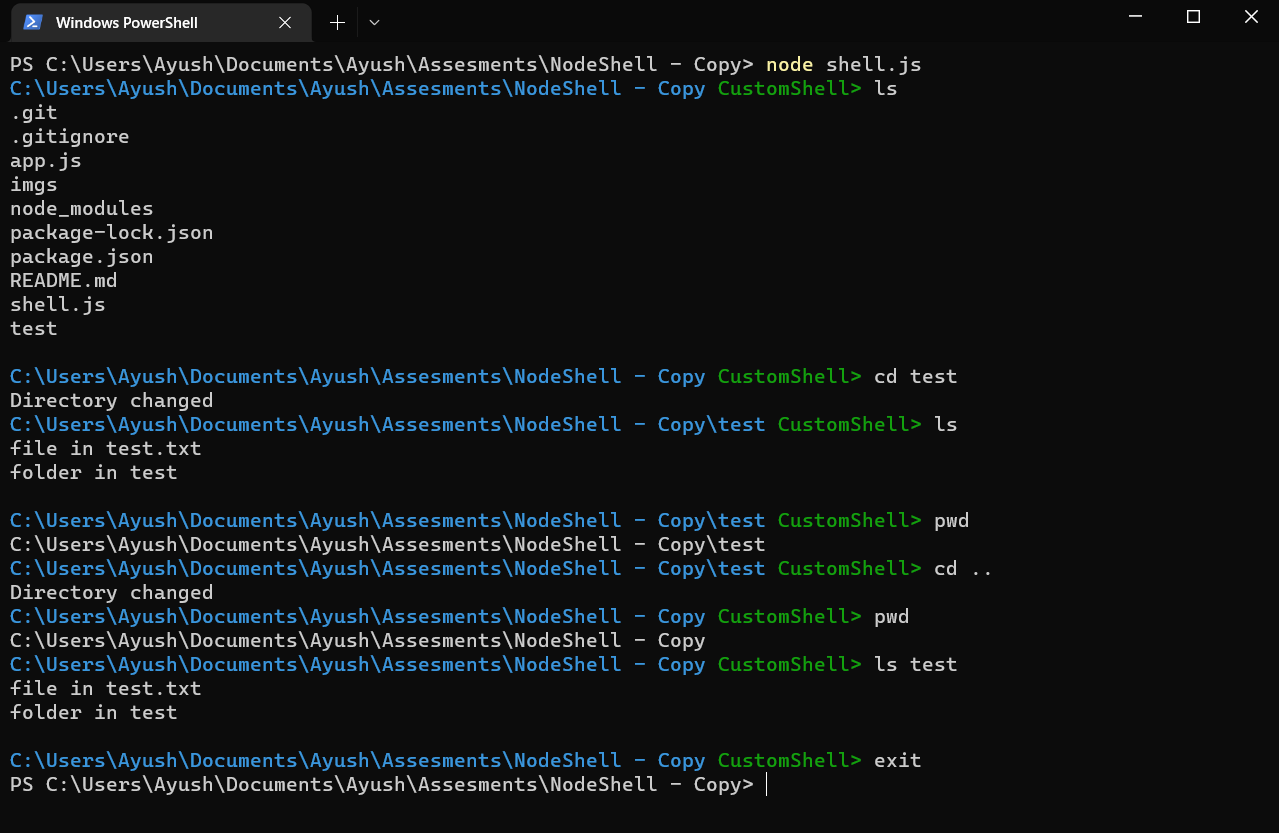 Windows PowerShell
PS C:\Users\Ayush\Documents\Ayush\Assesments\NodeShell - Copy> node shell.js
C:\Users\Ayush\Documents\Ayush\Assesments\NodeShell - Copy CustomShell> ls
.git
.gitignore
app.js
imgs
node_modules
package-lock.json
package.json
README.md
shell.js
test
C:\Users\Ayush\Documents\Ayush\Assesments\NodeShell - Copy CustomShell> cd test
Directory changed
C:\Users\Ayush\Documents\Ayush\Assesments\NodeShell - Copy\test CustomShell> ls
file in test.txt
folder in test
C:\Users\Ayush\Documents\Ayush\Assesments\NodeShell - Copy\test CustomShell> pwd
C:\Users\Ayush\Documents\Ayush\Assesments\NodeShell - Copy\test
C:\Users\Ayush\Documents\Ayush\Assesments\NodeShell - Copy\test CustomShell> cd ..
Directory changed
C:\Users\Ayush\Documents\Ayush\Assesments\NodeShell - Copy CustomShell> pwd
C:\Users\Ayush\Documents\Ayush\Assesments\NodeShell - Copy
C:\Users\Ayush\Documents\Ayush\Assesments\NodeShell - Copy CustomShell> ls test
file in test.txt
folder in test
C:\Users\Ayush\Documents\Ayush\Assesments\NodeShell - Copy CustomShell> exit
PS C:\Users\Ayush\Documents\Ayush\Assesments\NodeShell - Copy>